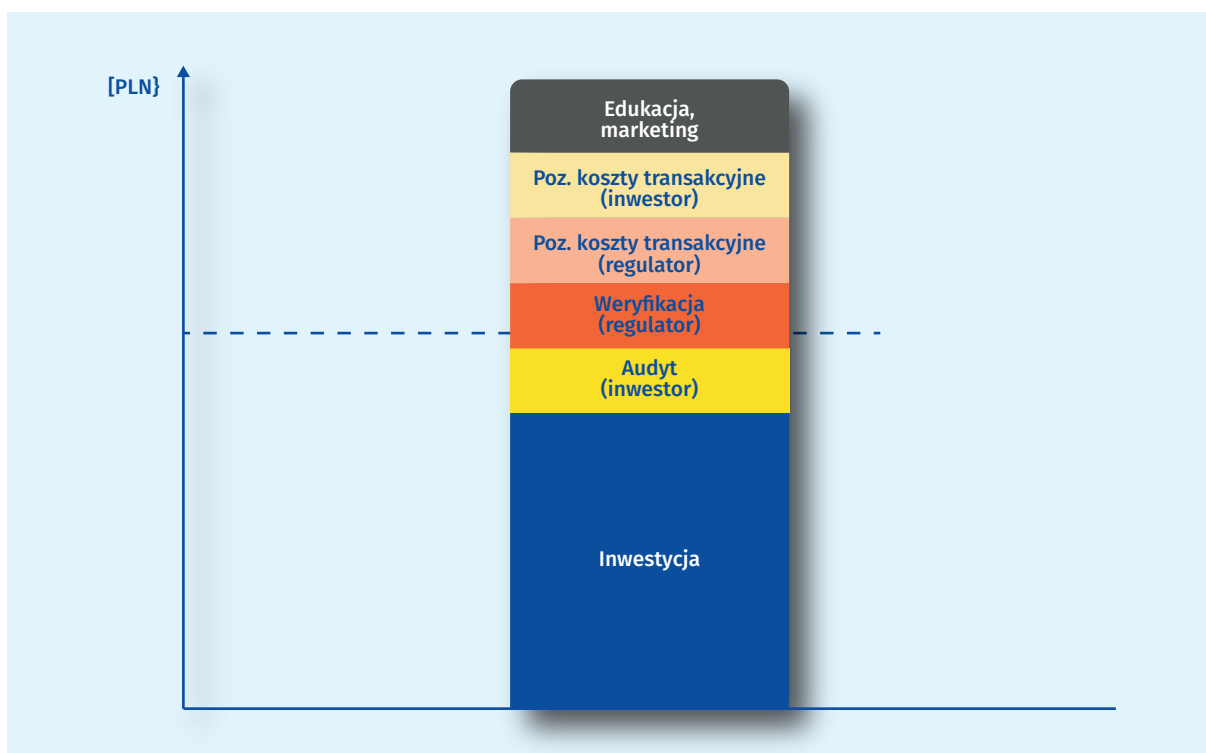 [PLN}
Edukacja,
marketing
Poz. koszty transakcyjne
(inwestor)
Poz. koszty transakcyjne
(regulator)
Weryfikacja
(regulator)
Audyt
(inwestor)
Inwestycja